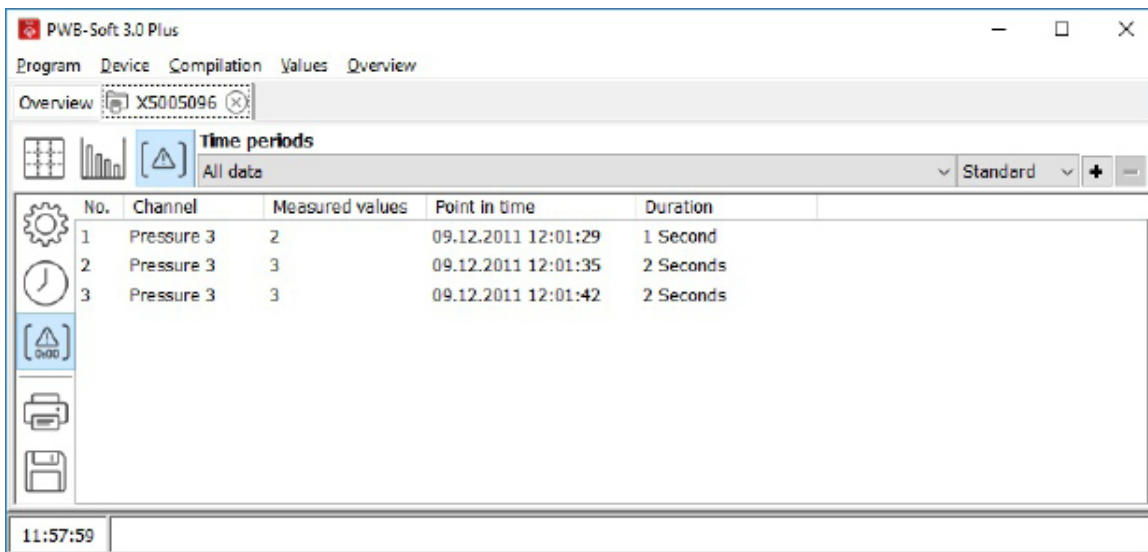 PWB-Soft 3.0 Plus
Program Device Compilation Values Overview
Overview X5005096
Time periods
All data Standard
No. Channel Measured values Point in time Duration
1 Pressure 3 2 09.12.2011 12:01:29 1 Second
2 Pressure 3 3 09.12.2011 12:01:35 2 Seconds
3 Pressure 3 3 09.12.2011 12:01:42 2 Seconds
11:57:59